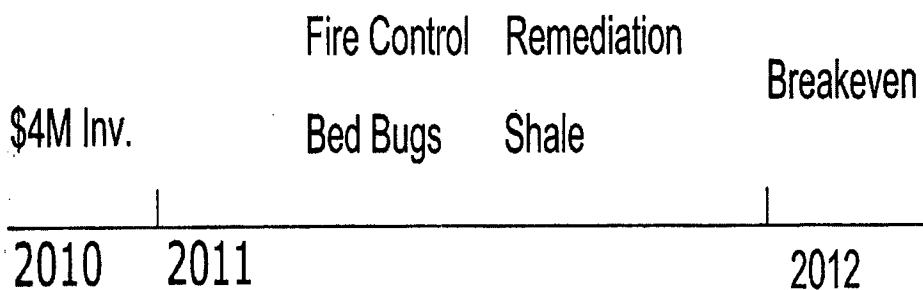 Fire Control Remediation
Breakeven
$4M Inv. Bed Bugs Shale
2010 2011 2012